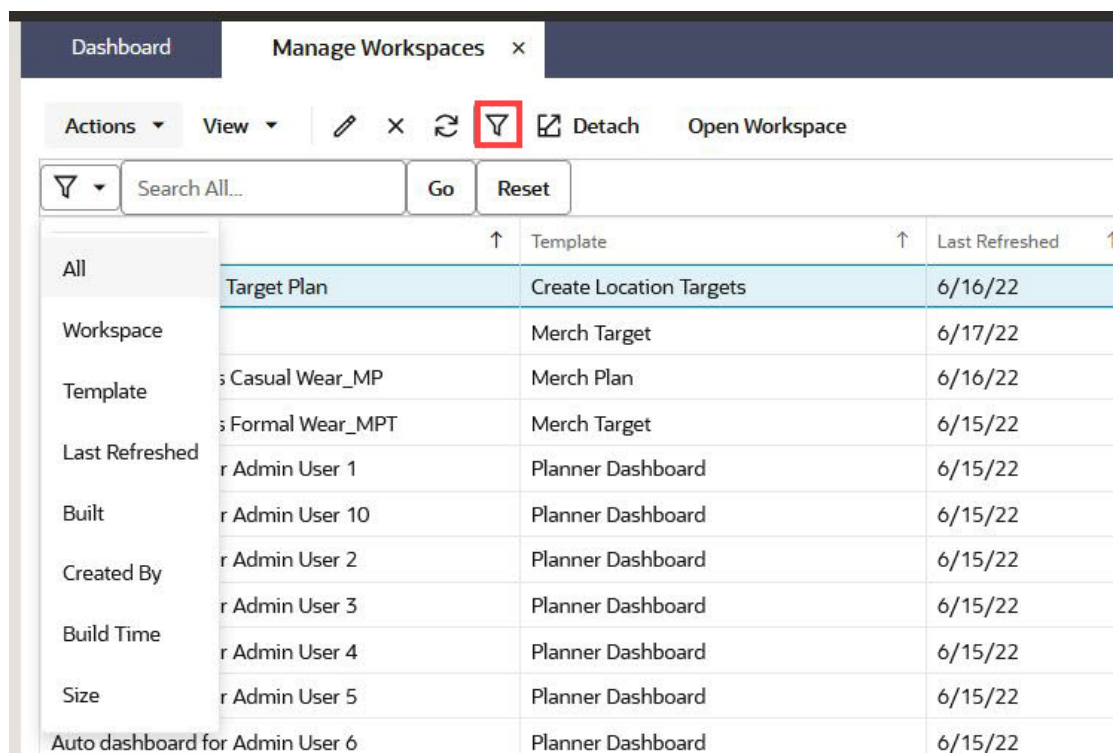 Dashboard Manage Workspaces ×
Actions View Detach Open Workspace
Search All... Go Reset
Template Last Refreshed
All
Target Plan Create Location Targets 6/16/22
Workspace
Merch Target 6/17/22
Casual Wear_MP Merch Plan 6/16/22
Template
Formal Wear_MPT Merch Target 6/15/22
Last Refreshed
Admin User 1 Planner Dashboard 6/15/22
Built
Admin User 10 Planner Dashboard 6/15/22
Admin User 2 Planner Dashboard 6/15/22
Created By
Admin User 3 Planner Dashboard 6/15/22
Build Time
Admin User 4 Planner Dashboard 6/15/22
Size
Admin User 5 Planner Dashboard 6/15/22
Auto dashboard for Admin User 6 Planner Dashboard 6/15/22